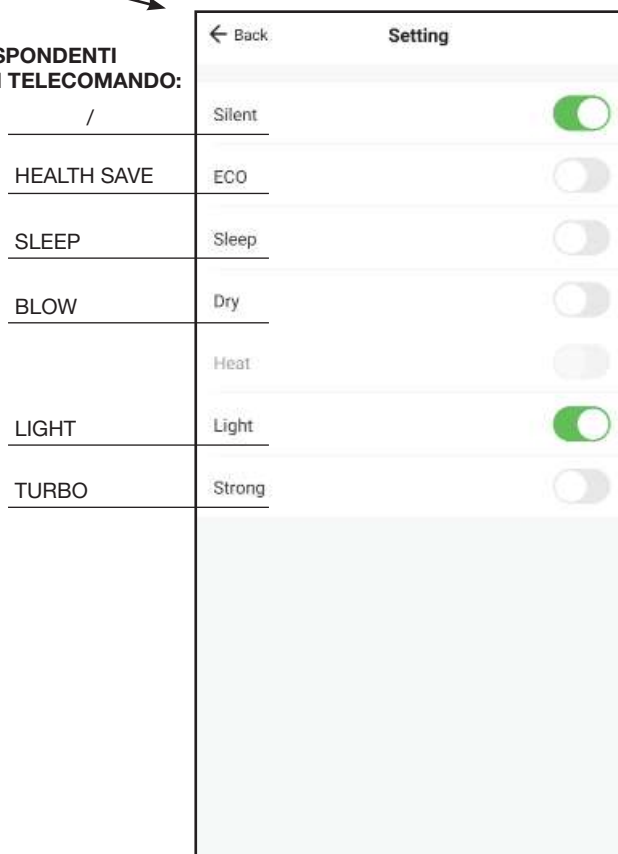 ← Back Setting
SPONDENTI
TELECOMANDO:
/ Silent
HEALTH SAVE ECO
SLEEP Sleep
BLOW Dry
Heat
LIGHT Light
TURBO Strong